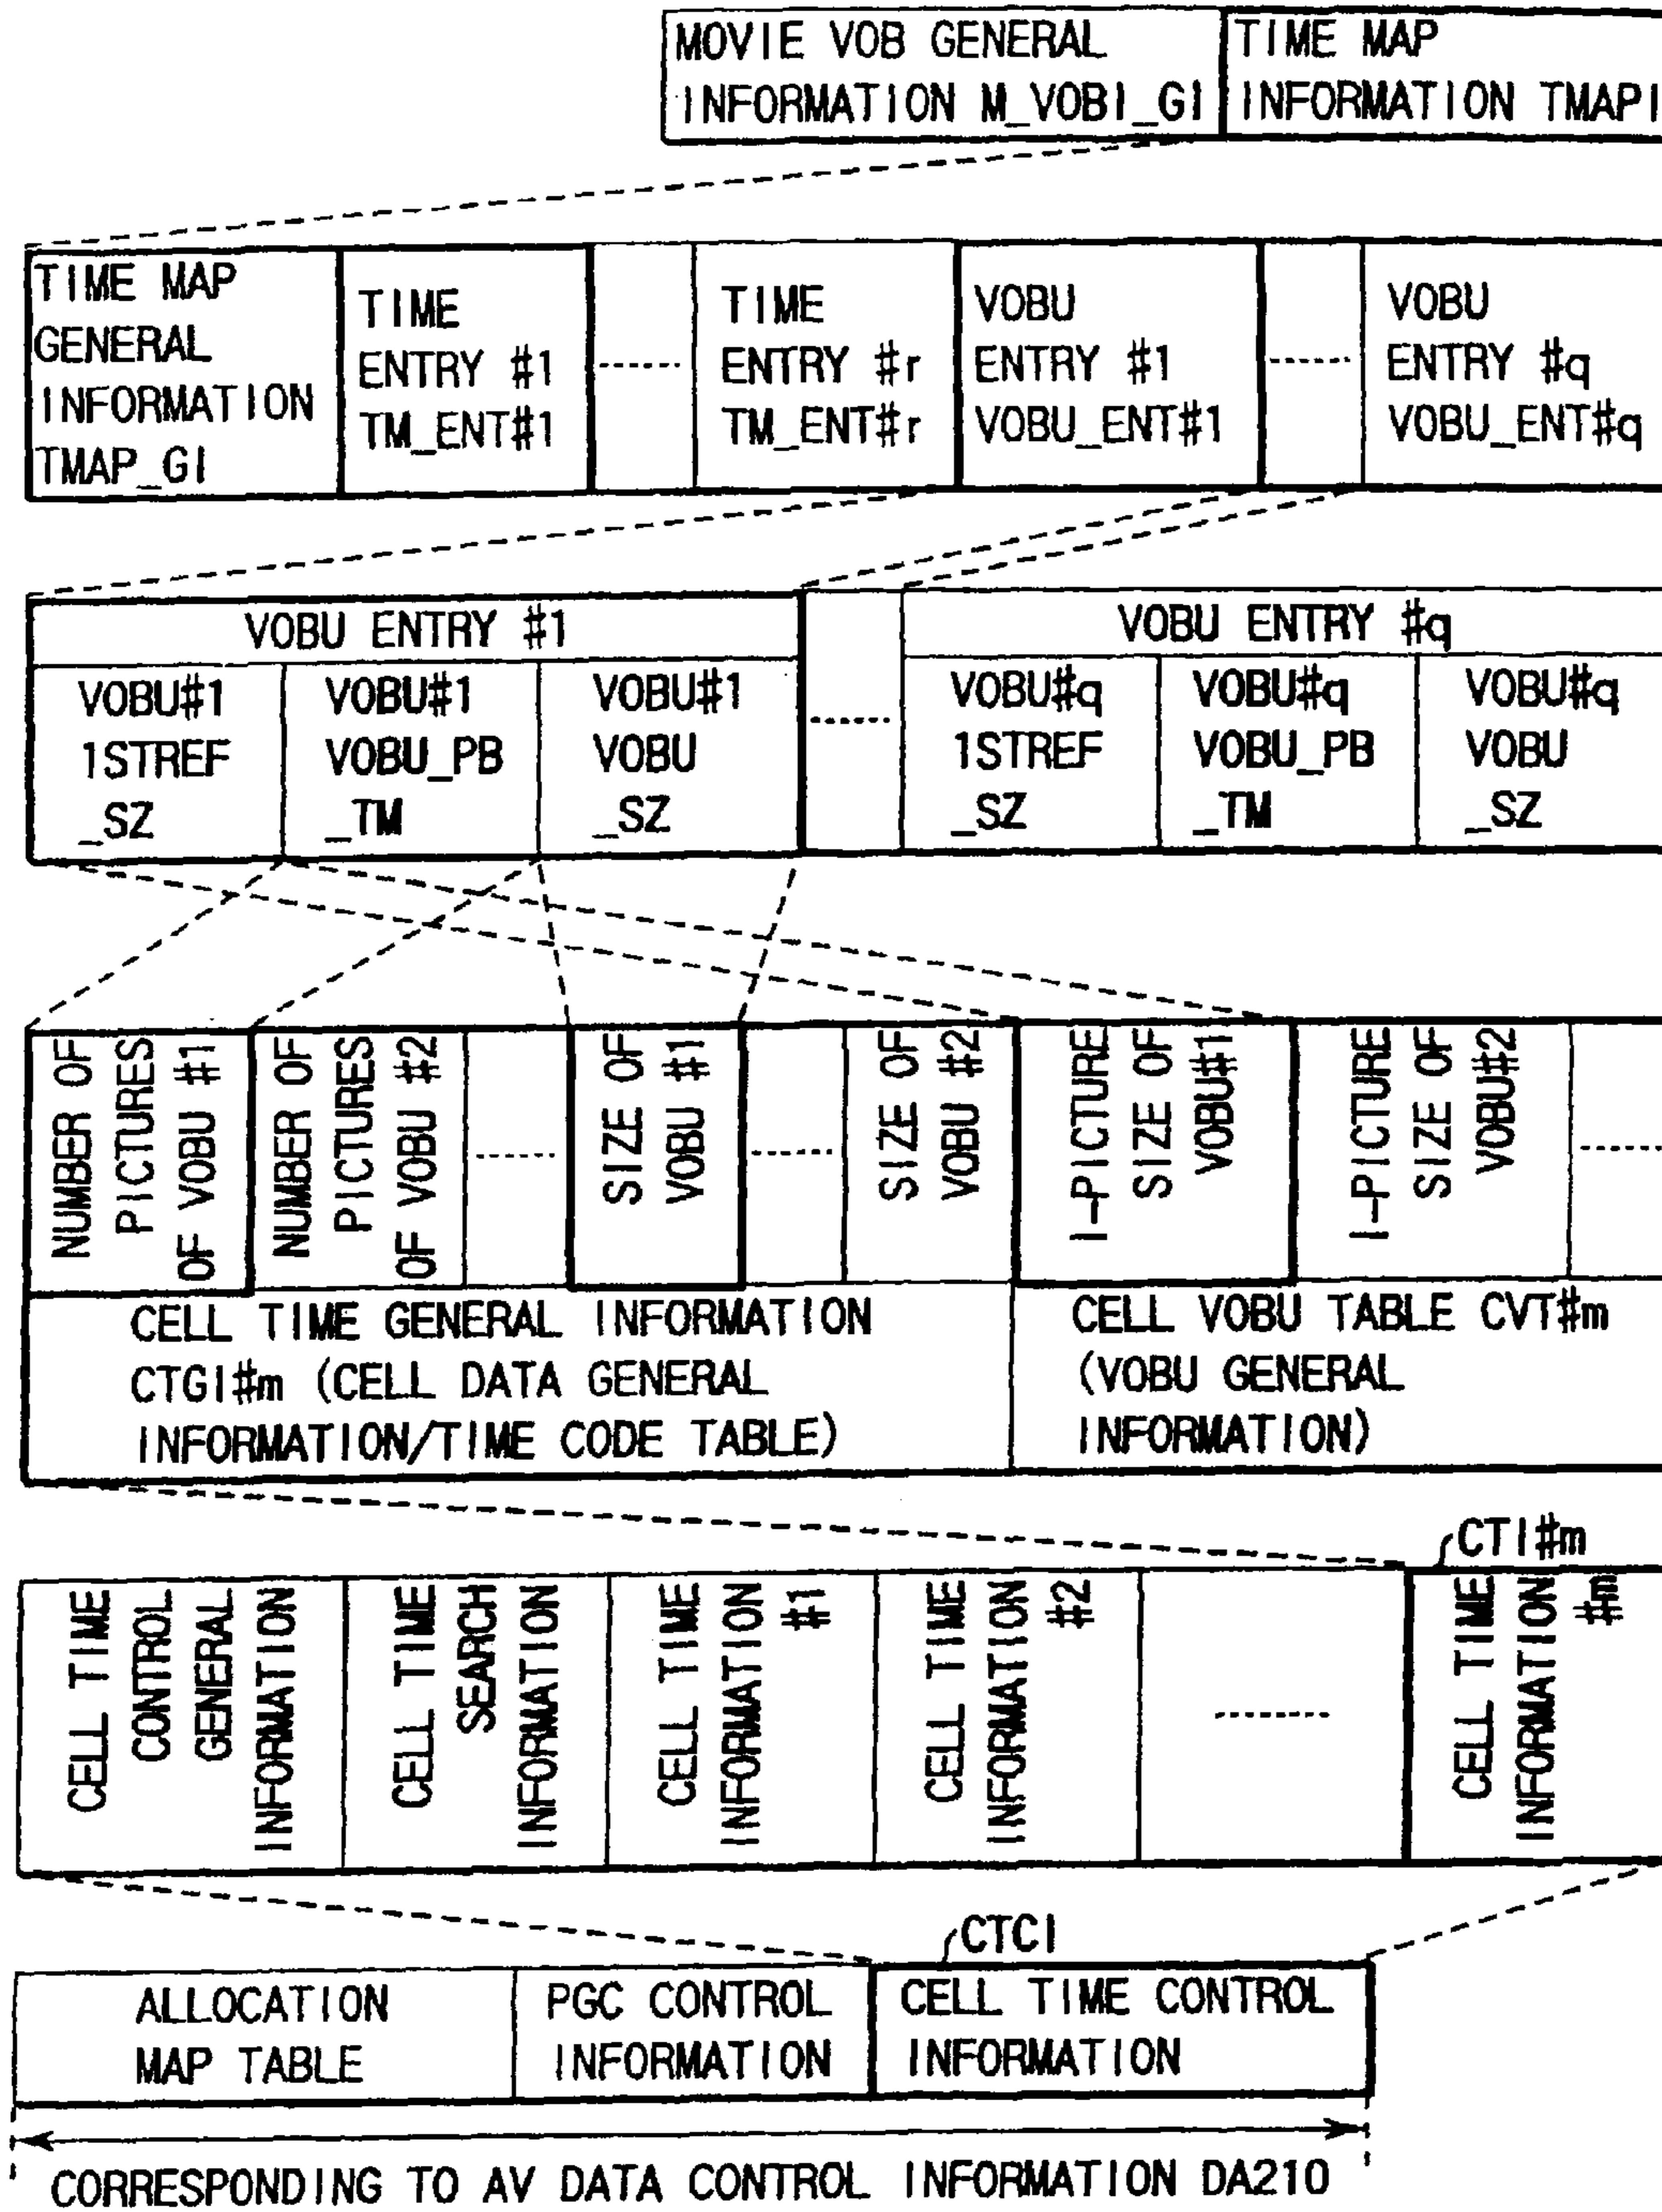 MOVIE VOB GENERAL
INFORMATION M_VOBI_GI
TIME MAP
INFORMATION TMAPI
TIME MAP
GENERAL
INFORMATION
TMAP_GI
TIME
ENTRY #1
TM_ENT#1
TIME
ENTRY #r
TM_ENT#r
VOBU
ENTRY #1
VOBU_ENT#1
VOBU
ENTRY #q
VOBU_ENT#q
VOBU ENTRY #1
VOBU#1
1STREF
_SZ
VOBU#1
VOBU_PB
_TM
VOBU#1
VOBU
_SZ
VOBU ENTRY #q
VOBU#q
1STREF
_SZ
VOBU#q
VOBU_PB
_TM
VOBU#q
VOBU
_SZ
NUMBER OF
PICTURES
OF VOBU #1
NUMBER OF
PICTURES
OF VOBU #2
SIZE OF
VOBU #1
SIZE OF
VOBU #2
I-PICTURE
SIZE OF
VOBU#1
I-PICTURE
SIZE OF
VOBU#2
CELL TIME GENERAL INFORMATION
CTGI#m (CELL DATA GENERAL
INFORMATION/TIME CODE TABLE)
CELL VOBU TABLE CVT#m
(VOBU GENERAL
INFORMATION)
CTI#m
CELL TIME
CONTROL
GENERAL
INFORMATION
CELL TIME
SEARCH
INFORMATION
CELL TIME
INFORMATION
#1
CELL TIME
INFORMATION
#2
CELL TIME
INFORMATION
#m
CTCI
ALLOCATION
MAP TABLE
PGC CONTROL
INFORMATION
CELL TIME CONTROL
INFORMATION
CORRESPONDING TO AV DATA CONTROL INFORMATION DA210